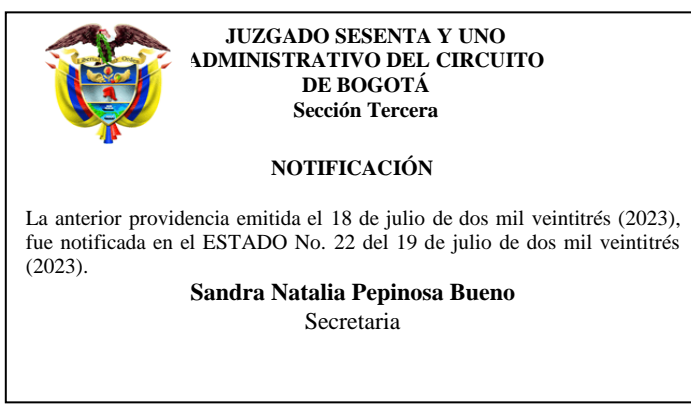 JUZGADO SESENTA Y UNO
ADMINISTRATIVO DEL CIRCUITO
DE BOGOTÁ
Sección Tercera
NOTIFICACIÓN
La anterior providencia emitida el 18 de julio de dos mil veintitrés (2023),
fue notificada en el ESTADO No. 22 del 19 de julio de dos mil veintitrés
(2023).
Sandra Natalia Pepinosa Bueno
Secretaria